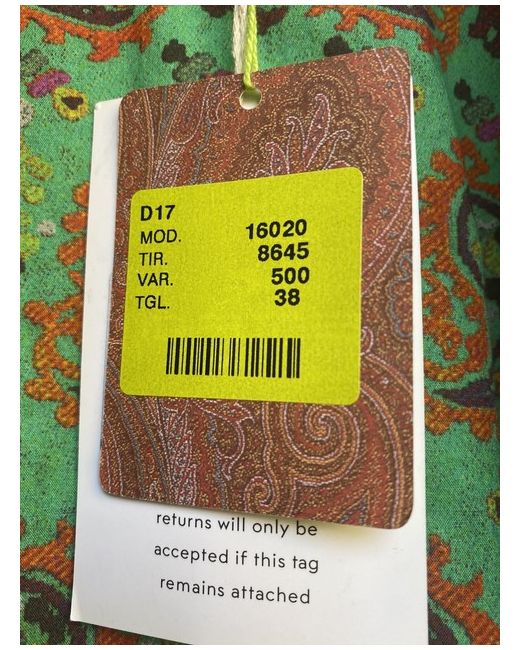 D17
MOD. 16020
TIR. 8645
VAR. 500
TGL. 38
returns will only be
accepted if this tag
remains attached